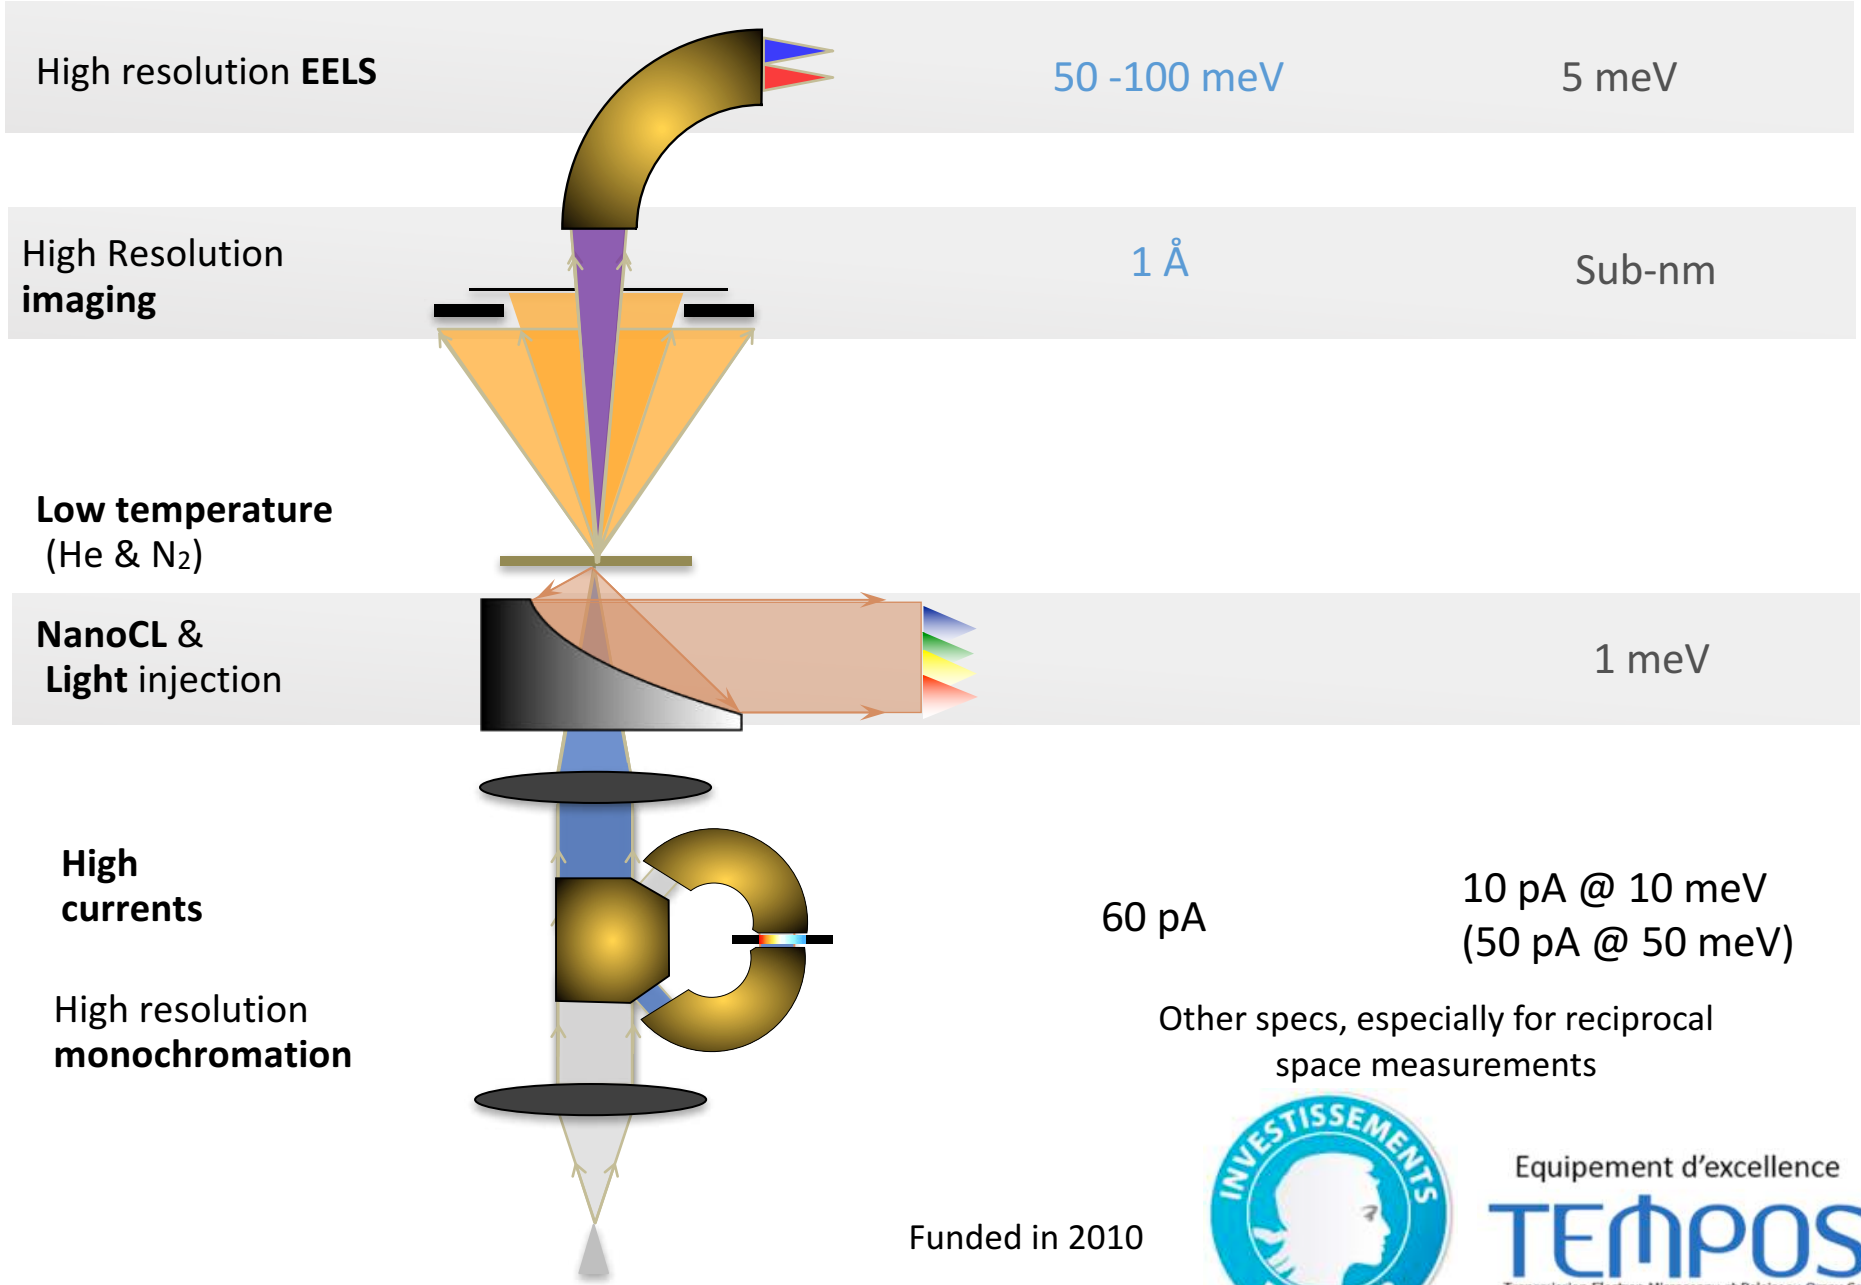 High resolution EELS
50 -100 meV
5 meV
High Resolution
imaging
1 Å
Sub-nm
Low temperature
(He & N2)
NanoCL &
Light injection
1 meV
High
currents
60 pA
10 pA @ 10 meV
(50 pA @ 50 meV)
High resolution
monochromation
Other specs, especially for reciprocal
space measurements
INVESTISSEMENTS
Equipement d’excellence
TEMPOS
Funded in 2010